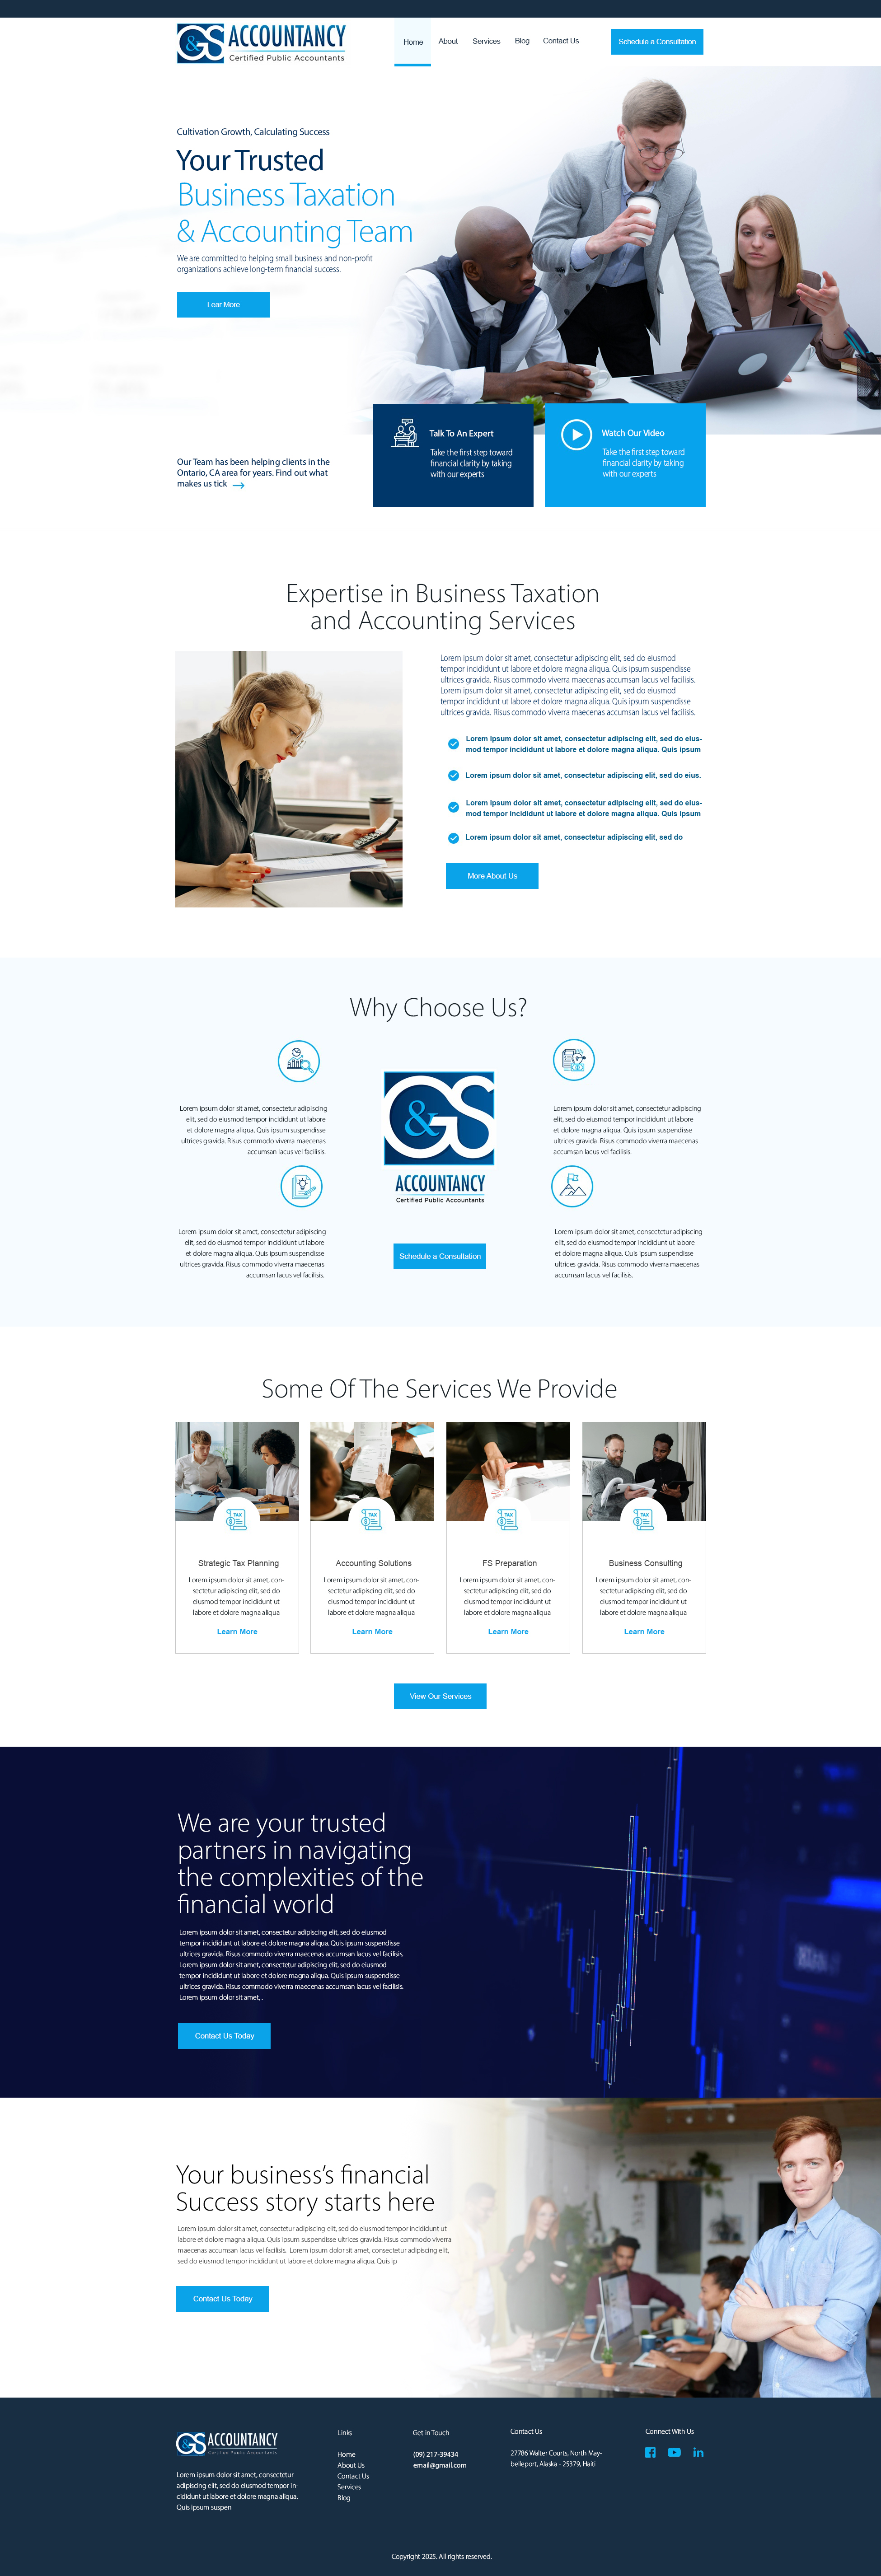 G&S ACCOUNTANCY
Certified Public Accountants
Home About Services Blog Contact Us
Schedule a Consultation
Cultivation Growth, Calculating Success
Your Trusted
Business Taxation
& Accounting Team
We are committed to helping small business and non-profit
organizations achieve long-term financial success.
Lear More
Our Team has been helping clients in the
Ontario, CA area for years. Find out what
makes us tick
Talk To An Expert
Take the first step toward
financial clarity by taking
with our experts
Watch Our Video
Take the first step toward
financial clarity by taking
with our experts
Expertise in Business Taxation
and Accounting Services
Lorem ipsum dolor sit amet, consectetur adipiscing elit, sed do eiusmod
tempor incididunt ut labore et dolore magna aliqua. Quis ipsum suspendisse
ultrices gravida. Risus commodo viverra maecenas accumsan lacus vel facilisis.
Lorem ipsum dolor sit amet, consectetur adipiscing elit, sed do eiusmod
tempor incididunt ut labore et dolore magna aliqua. Quis ipsum suspendisse
ultrices gravida. Risus commodo viverra maecenas accumsan lacus vel facilisis.
Lorem ipsum dolor sit amet, consectetur adipiscing elit, sed do eius-
mod tempor incididunt ut labore et dolore magna aliqua. Quis ipsum
Lorem ipsum dolor sit amet, consectetur adipiscing elit, sed do eius.
Lorem ipsum dolor sit amet, consectetur adipiscing elit, sed do eius-
mod tempor incididunt ut labore et dolore magna aliqua. Quis ipsum
Lorem ipsum dolor sit amet, consectetur adipiscing elit, sed do
More About Us
Why Choose Us?
Lorem ipsum dolor sit amet, consectetur adipiscing
elit, sed do eiusmod tempor incididunt ut labore
et dolore magna aliqua. Quis ipsum suspendisse
ultrices gravida. Risus commodo viverra maecenas
accumsan lacus vel facilisis.
Lorem ipsum dolor sit amet, consectetur adipiscing
elit, sed do eiusmod tempor incididunt ut labore
et dolore magna aliqua. Quis ipsum suspendisse
ultrices gravida. Risus commodo viverra maecenas
accumsan lacus vel facilisis.
G&S
ACCOUNTANCY
Certified Public Accountants
Schedule a Consultation
Lorem ipsum dolor sit amet, consectetur adipiscing
elit, sed do eiusmod tempor incididunt ut labore
et dolore magna aliqua. Quis ipsum suspendisse
ultrices gravida. Risus commodo viverra maecenas
accumsan lacus vel facilisis.
Lorem ipsum dolor sit amet, consectetur adipiscing
elit, sed do eiusmod tempor incididunt ut labore
et dolore magna aliqua. Quis ipsum suspendisse
ultrices gravida. Risus commodo viverra maecenas
accumsan lacus vel facilisis.
Some Of The Services We Provide
TAX
Strategic Tax Planning
Lorem ipsum dolor sit amet, con-
sectetur adipiscing elit, sed do
eiusmod tempor incididunt ut
labore et dolore magna aliqua
Learn More
TAX
Accounting Solutions
Lorem ipsum dolor sit amet, con-
sectetur adipiscing elit, sed do
eiusmod tempor incididunt ut
labore et dolore magna aliqua
Learn More
TAX
FS Preparation
Lorem ipsum dolor sit amet, con-
sectetur adipiscing elit, sed do
eiusmod tempor incididunt ut
labore et dolore magna aliqua
Learn More
TAX
Business Consulting
Lorem ipsum dolor sit amet, con-
sectetur adipiscing elit, sed do
eiusmod tempor incididunt ut
labore et dolore magna aliqua
Learn More
View Our Services
We are your trusted
partners in navigating
the complexities of the
financial world
Lorem ipsum dolor sit amet, consectetur adipiscing elit, sed do eiusmod
tempor incididunt ut labore et dolore magna aliqua. Quis ipsum suspendisse
ultrices gravida. Risus commodo viverra maecenas accumsan lacus vel facilisis.
Lorem ipsum dolor sit amet, consectetur adipiscing elit, sed do eiusmod
tempor incididunt ut labore et dolore magna aliqua. Quis ipsum suspendisse
ultrices gravida. Risus commodo viverra maecenas accumsan lacus vel facilisis.
Lorem ipsum dolor sit amet, .
Contact Us Today
Your business's financial
Success story starts here
Lorem ipsum dolor sit amet, consectetur adipiscing elit, sed do eiusmod tempor incididunt ut
labore et dolore magna aliqua. Quis ipsum suspendisse ultrices gravida. Risus commodo viverra
maecenas accumsan lacus vel facilisis. Lorem ipsum dolor sit amet, consectetur adipiscing elit,
sed do eiusmod tempor incididunt ut labore et dolore magna aliqua. Quis ip
Contact Us Today
G&S ACCOUNTANCY
Certified Public Accountants
Lorem ipsum dolor sit amet, consectetur
adipiscing elit, sed do eiusmod tempor in-
cididunt ut labore et dolore magna aliqua.
Quis ipsum suspen
Links
Home
About Us
Contact Us
Services
Blog
Get in Touch
(09) 217-39434
email@gmail.com
Contact Us
27786 Walter Courts, North May-
belleport, Alaska - 25379, Haiti
Connect With Us
Copyright 2025. All rights reserved.